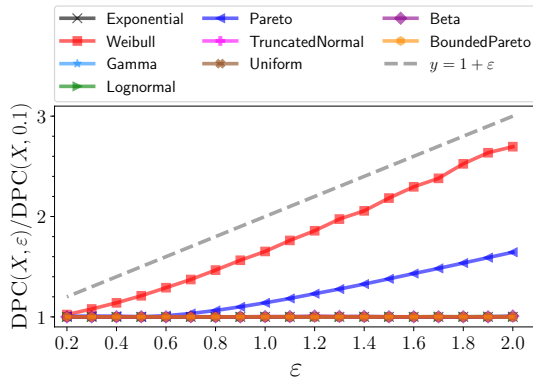 Exponential
Weibull
Gamma
Lognormal
Pareto
TruncatedNormal
Uniform
Beta
BoundedPareto
y = 1 + ε
DPC(X, ε)/DPC(X, 0.1)
3
2
1
0.2 0.4 0.6 0.8 1.0 1.2 1.4 1.6 1.8 2.0
ε